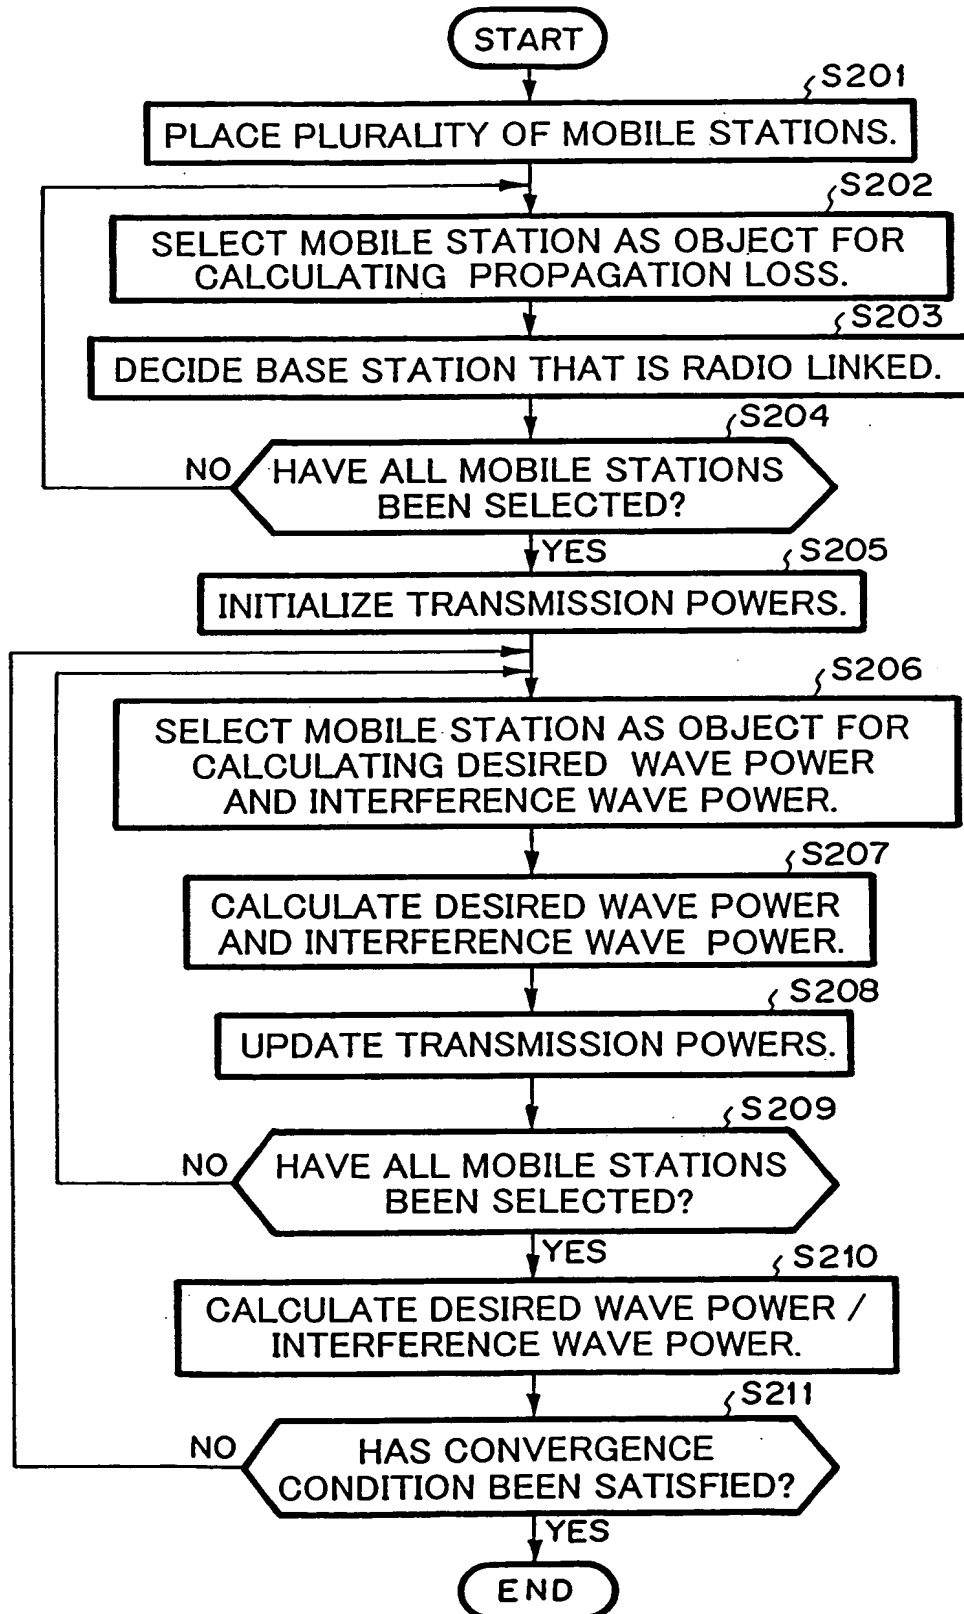 START
S201
PLACE PLURALITY OF MOBILE STATIONS.
S202
SELECT MOBILE STATION AS OBJECT FOR
CALCULATING PROPAGATION LOSS.
S203
DECIDE BASE STATION THAT IS RADIO LINKED.
S204
NO
HAVE ALL MOBILE STATIONS
BEEN SELECTED?
YES
S205
INITIALIZE TRANSMISSION POWERS.
S206
SELECT MOBILE STATION AS OBJECT FOR
CALCULATING DESIRED WAVE POWER
AND INTERFERENCE WAVE POWER.
S207
CALCULATE DESIRED WAVE POWER
AND INTERFERENCE WAVE POWER.
S208
UPDATE TRANSMISSION POWERS.
S209
NO
HAVE ALL MOBILE STATIONS
BEEN SELECTED?
YES
S210
CALCULATE DESIRED WAVE POWER /
INTERFERENCE WAVE POWER.
S211
NO
HAS CONVERGENCE
CONDITION BEEN SATISFIED?
YES
END